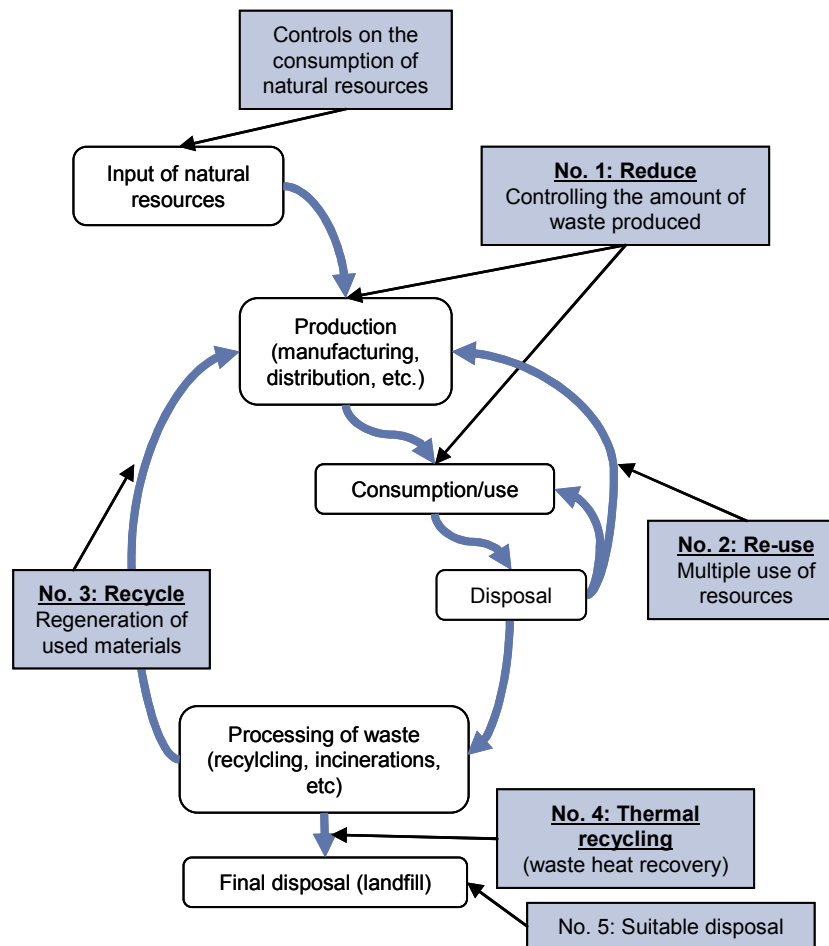 Controls on the
consumption of
natural resources
Input of natural
resources
No. 1: Reduce
Controlling the amount of
waste produced
Production
(manufacturing,
distribution, etc.)
Consumption/use
No. 2: Re-use
Multiple use of
resources
Disposal
No. 3: Recycle
Regeneration of
used materials
Processing of waste
(recylcling, incinerations,
etc)
No. 4: Thermal
recycling
(waste heat recovery)
Final disposal (landfill)
No. 5: Suitable disposal